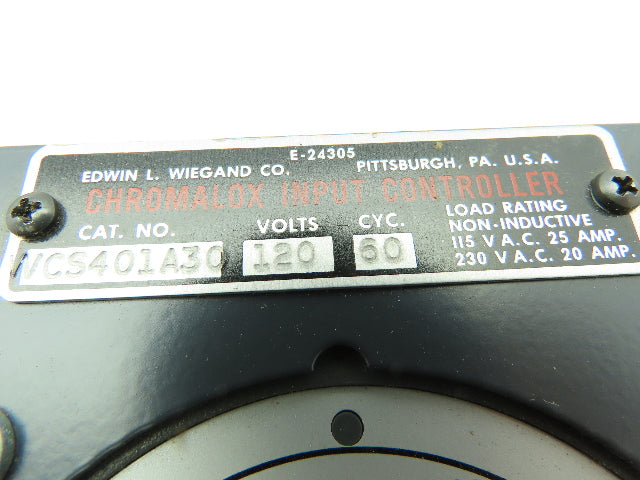 E-24305
EDWIN L. WIEGAND CO. PITTSBURGH, PA. U.S.A.
CHROMALOX INPUT CONTROLLER
CAT. NO. VOLTS CYC.
VCS401A30 120 60
LOAD RATING
NON-INDUCTIVE
115 V A.C. 25 AMP.
230 V A.C. 20 AMP.